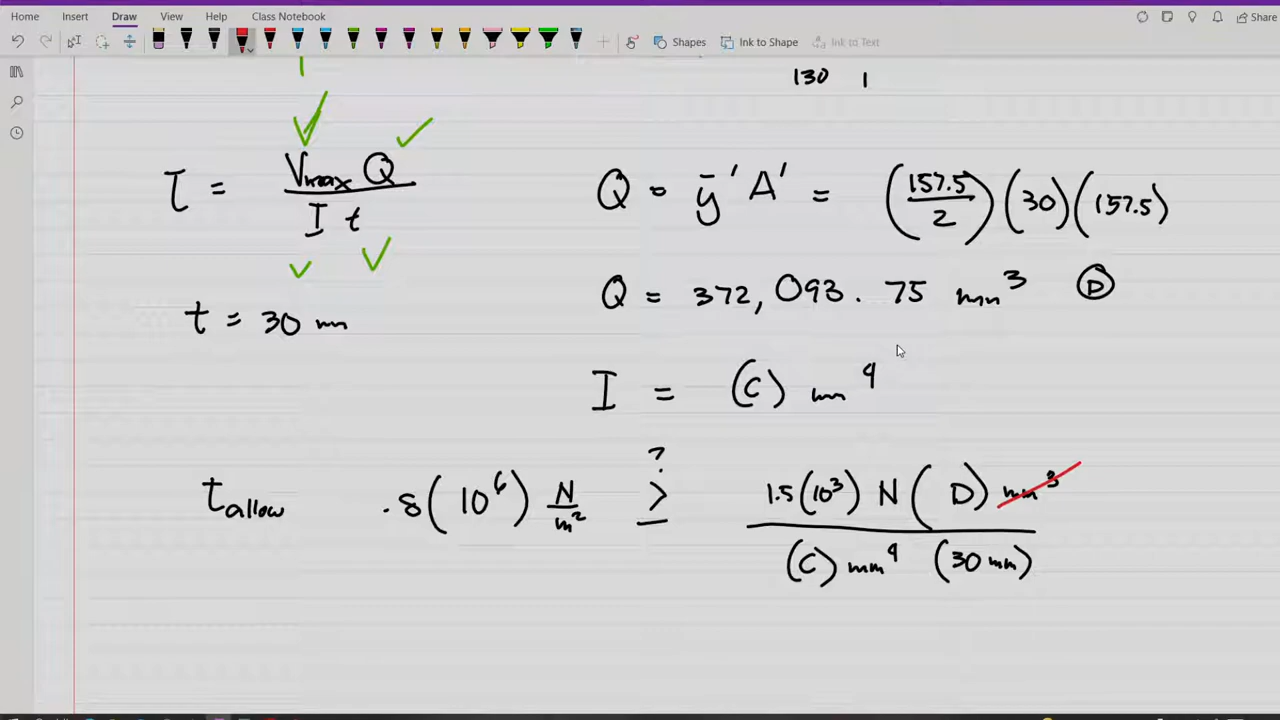 Home Insert Draw View Help Class Notebook Share
Shapes Ink to Shape Ink to Text
130 1
τ = Vmax Q / I t
Q = ȳ' A' = (157.5 / 2) (30) (157.5)
Q = 372,093.75 mm³ Ⓓ
t = 30 mm
I = (C) mm⁴
τallow .8 (10⁶) N/m² ≥? 1.5 (10³) N (D) mm³ / (C) mm⁴ (30 mm)